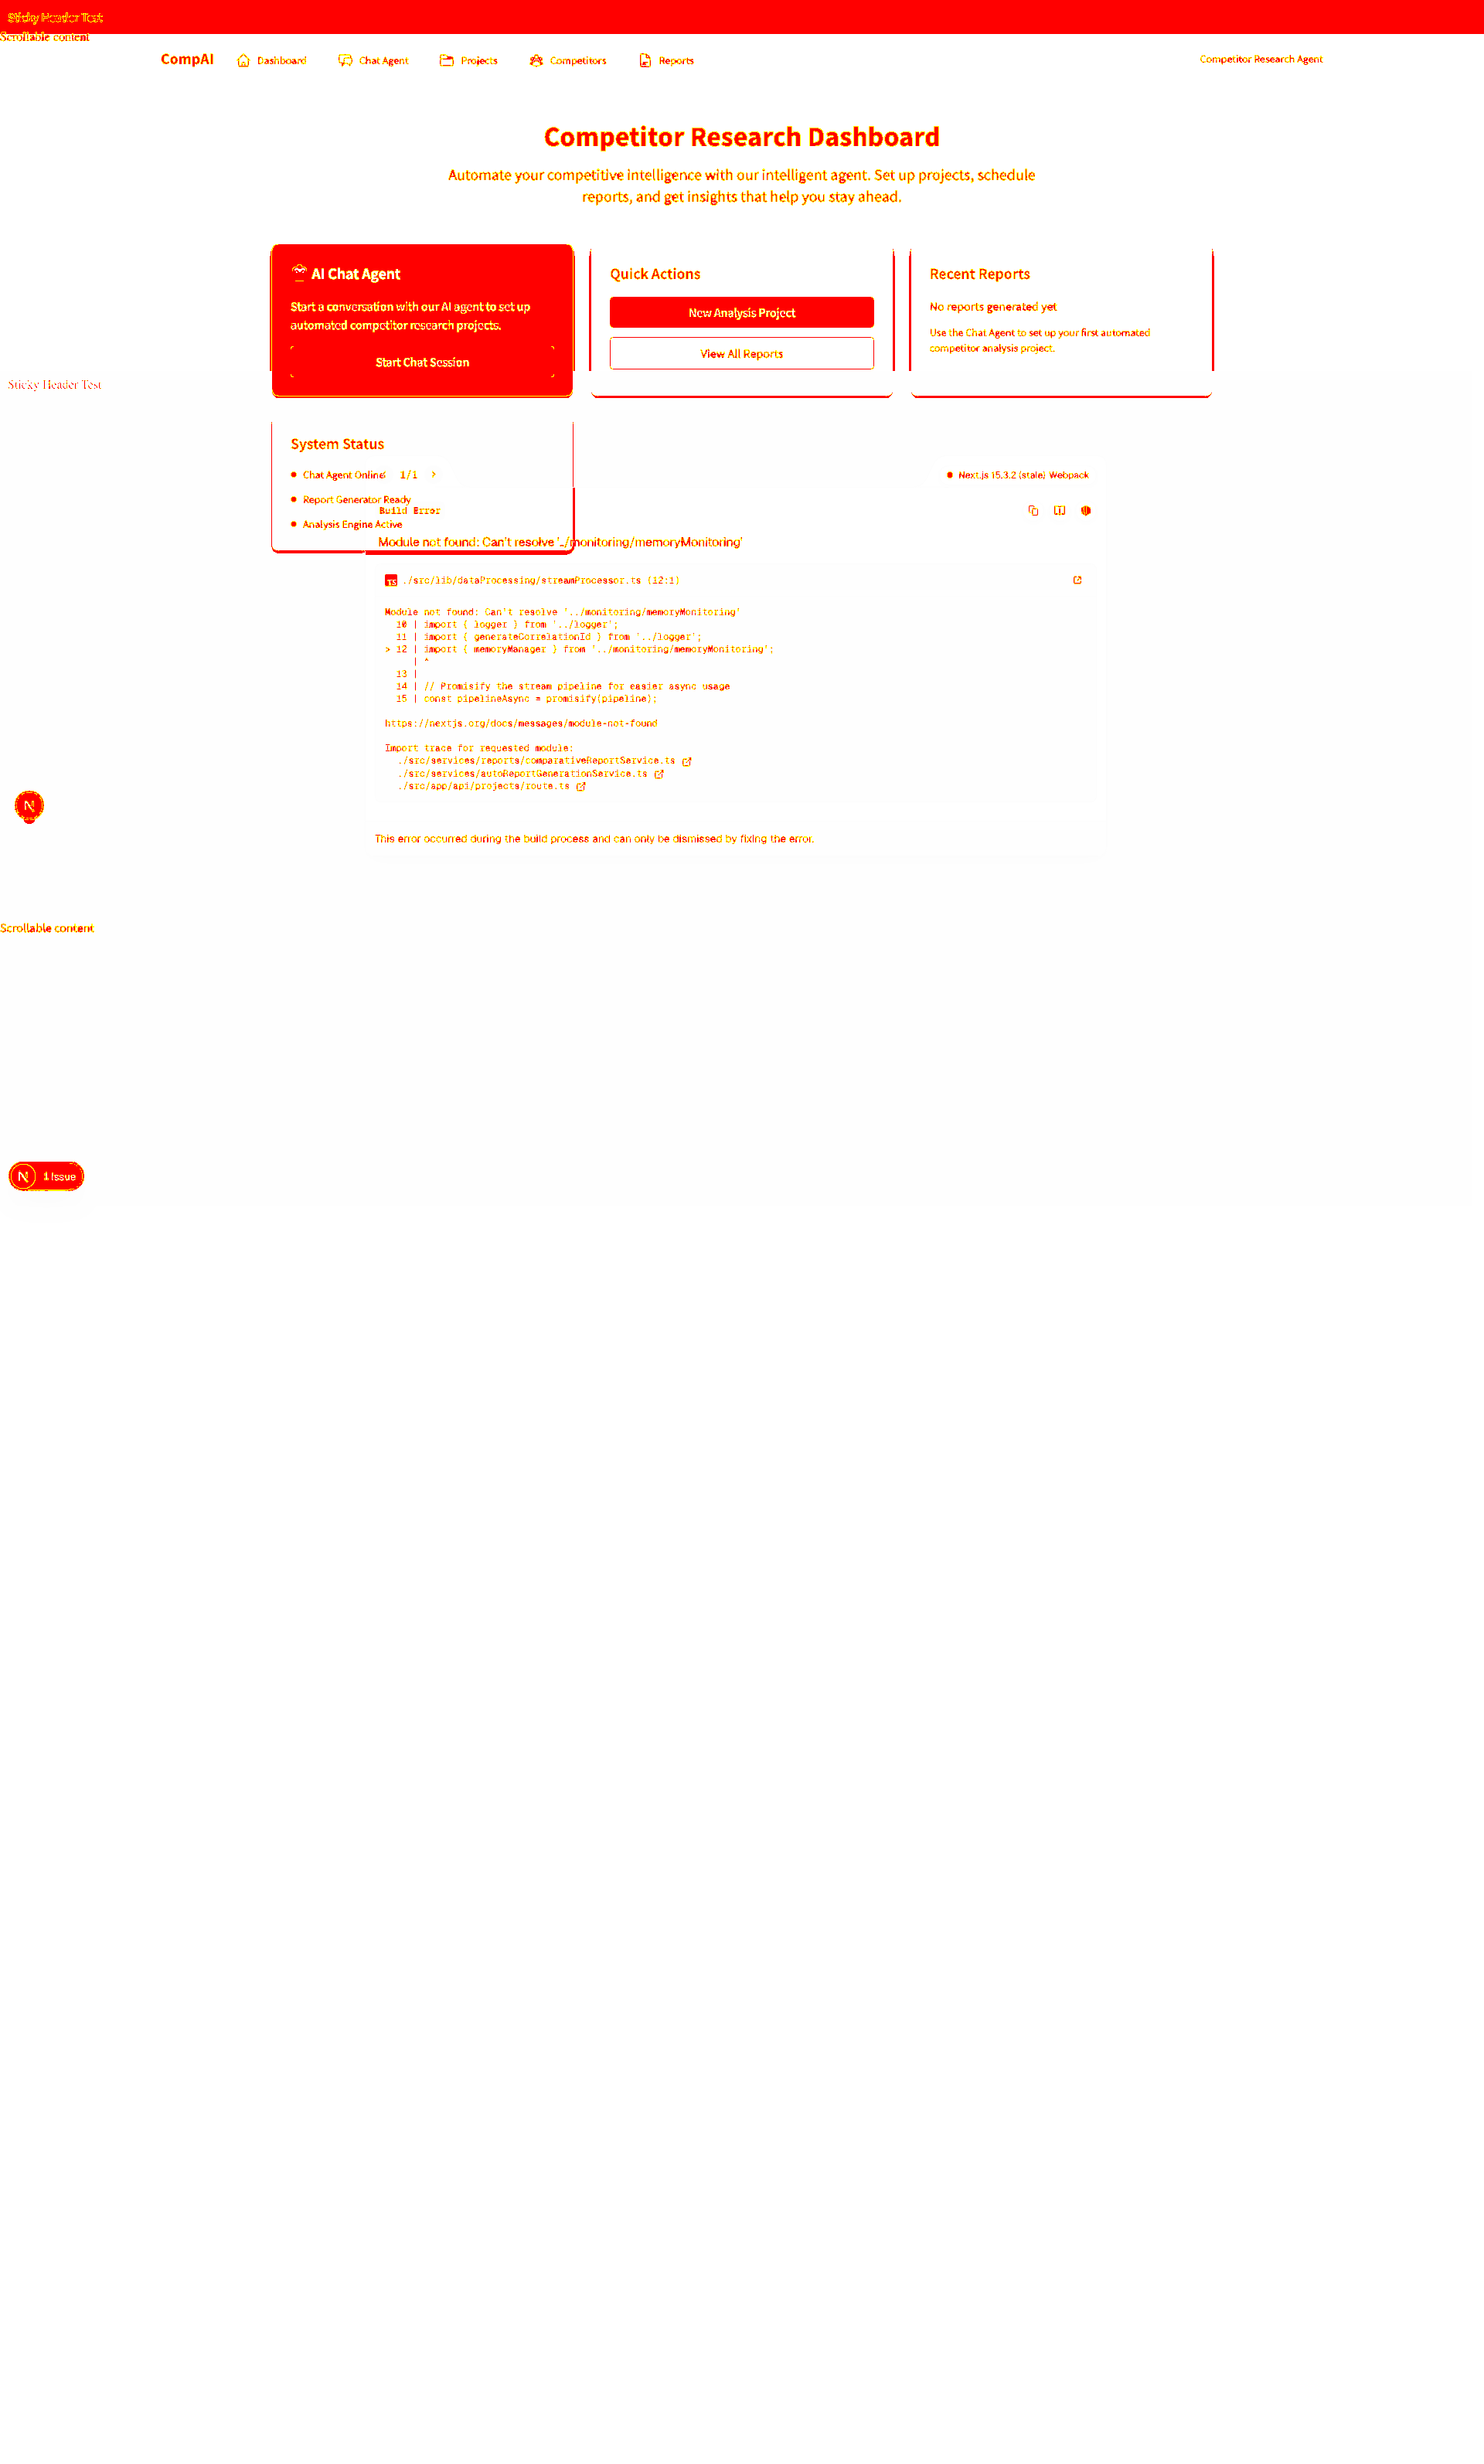 Sticky Header Test
Scrollable content
CompAI
Dashboard
Chat Agent
Projects
Competitors
Reports
Competitor Research Agent
Competitor Research Dashboard
Automate your competitive intelligence with our intelligent agent. Set up projects, schedule
reports, and get insights that help you stay ahead.
AI Chat Agent
Start a conversation with our AI agent to set up
automated competitor research projects.
Start Chat Session
Quick Actions
New Analysis Project
View All Reports
Recent Reports
No reports generated yet
Use the Chat Agent to set up your first automated
competitor analysis project.
Sticky Header Test
System Status
Chat Agent Online
1/1
Next.js 15.3.2 (stale) Webpack
Report Generator Ready
Build Error
Analysis Engine Active
Module not found: Can't resolve '../monitoring/memoryMonitoring'
TS ./src/lib/dataProcessing/streamProcessor.ts (12:1)
Module not found: Can't resolve '../monitoring/memoryMonitoring'
10 | import { logger } from '../logger';
11 | import { generateCorrelationId } from '../logger';
> 12 | import { memoryManager } from '../monitoring/memoryMonitoring';
| ^
13 |
14 | // Promisify the stream pipeline for easier async usage
15 | const pipelineAsync = promisify(pipeline);
https://nextjs.org/docs/messages/module-not-found
Import trace for requested module:
./src/services/reports/comparativeReportService.ts
./src/services/autoReportGenerationService.ts
./src/app/api/projects/route.ts
N
This error occurred during the build process and can only be dismissed by fixing the error.
Scrollable content
N 1 Issue